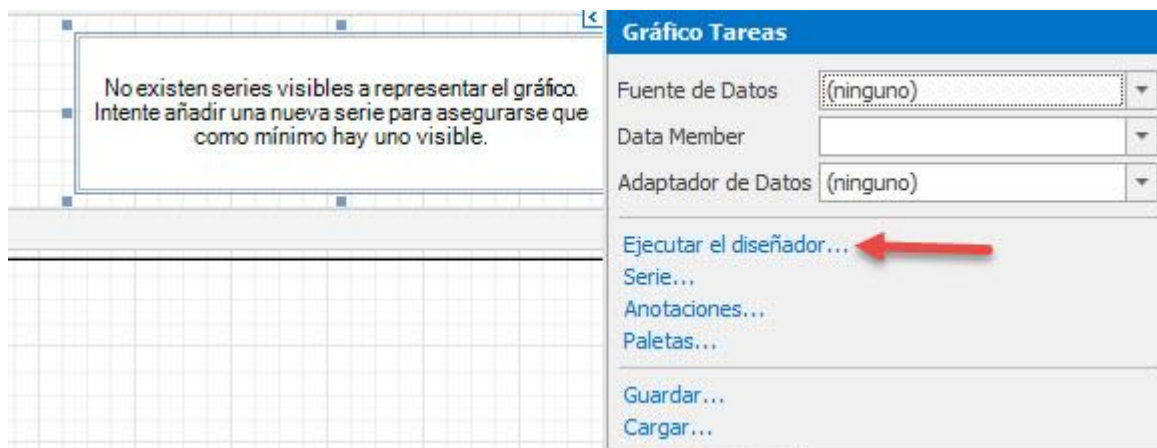 No existen series visibles a representar el gráfico.
Intente añadir una nueva serie para asegurarse que
como mínimo hay uno visible.
Gráfico Tareas
Fuente de Datos (ninguno)
Data Member
Adaptador de Datos (ninguno)
Ejecutar el diseñador...
Serie...
Anotaciones...
Paletas...
Guardar...
Cargar...